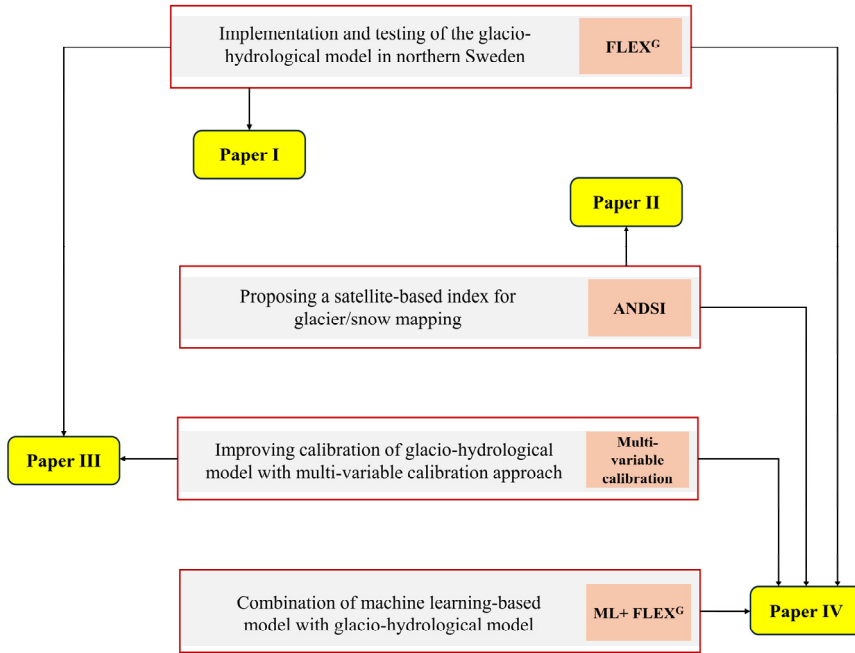 Implementation and testing of the glacio-
hydrological model in northern Sweden
FLEXᴳ
Paper I
Paper II
Proposing a satellite-based index for
glacier/snow mapping
ANDSI
Paper III
Improving calibration of glacio-hydrological
model with multi-variable calibration approach
Multi-
variable
calibration
Combination of machine learning-based
model with glacio-hydrological model
ML+ FLEXᴳ
Paper IV